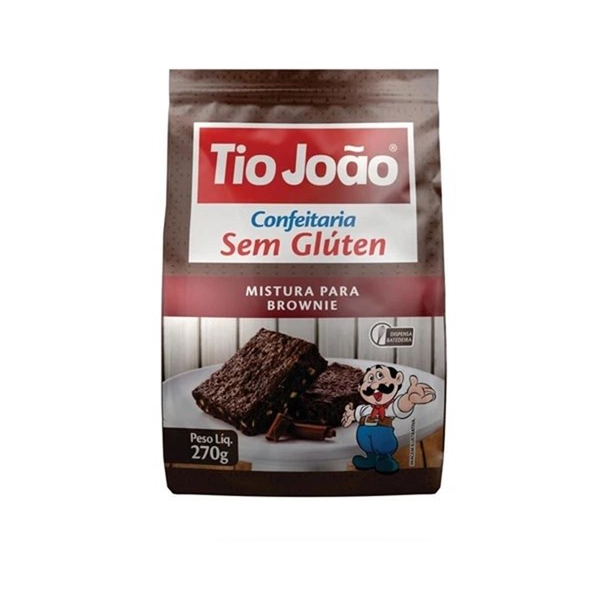 Tio João®
Confeitaria
Sem Glúten
MISTURA PARA
BROWNIE
DISPENSA
BATEDEIRA
Peso Líq.
270g